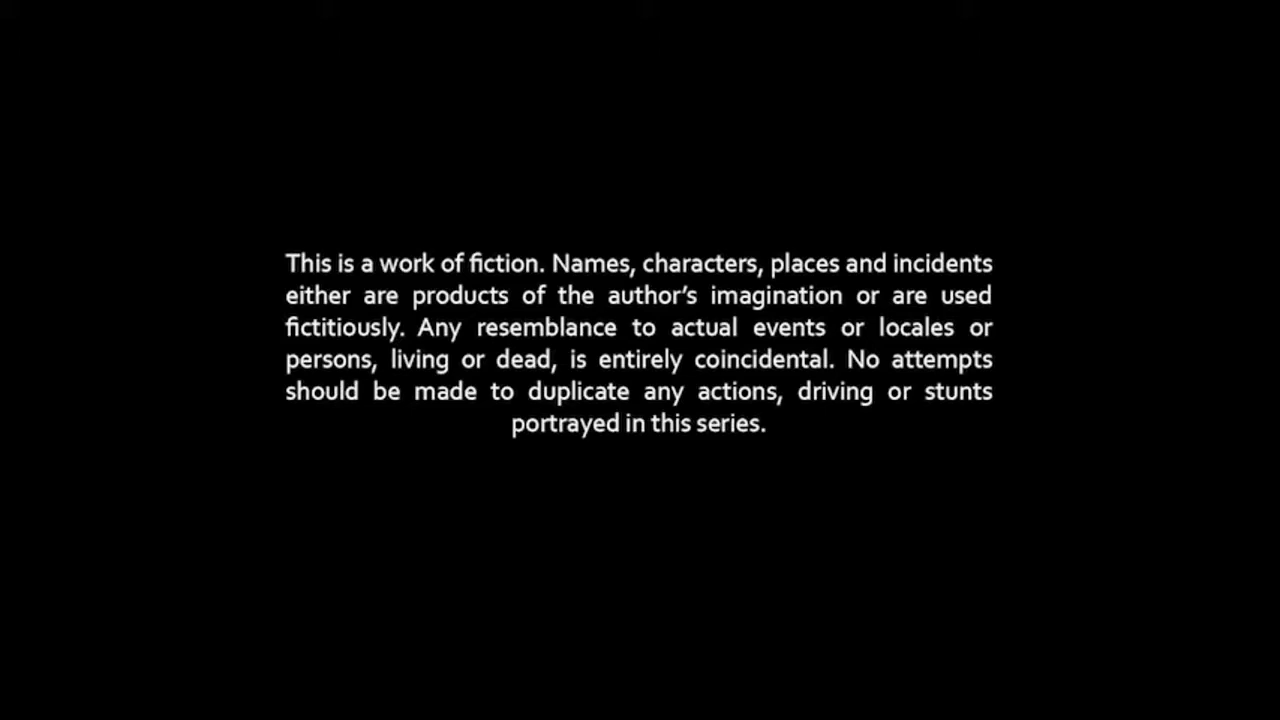 This is a work of fiction. Names, characters, places and incidents
either are products of the author’s imagination or are used
fictitiously. Any resemblance to actual events or locales or
persons, living or dead, is entirely coincidental. No attempts
should be made to duplicate any actions, driving or stunts
portrayed in this series.